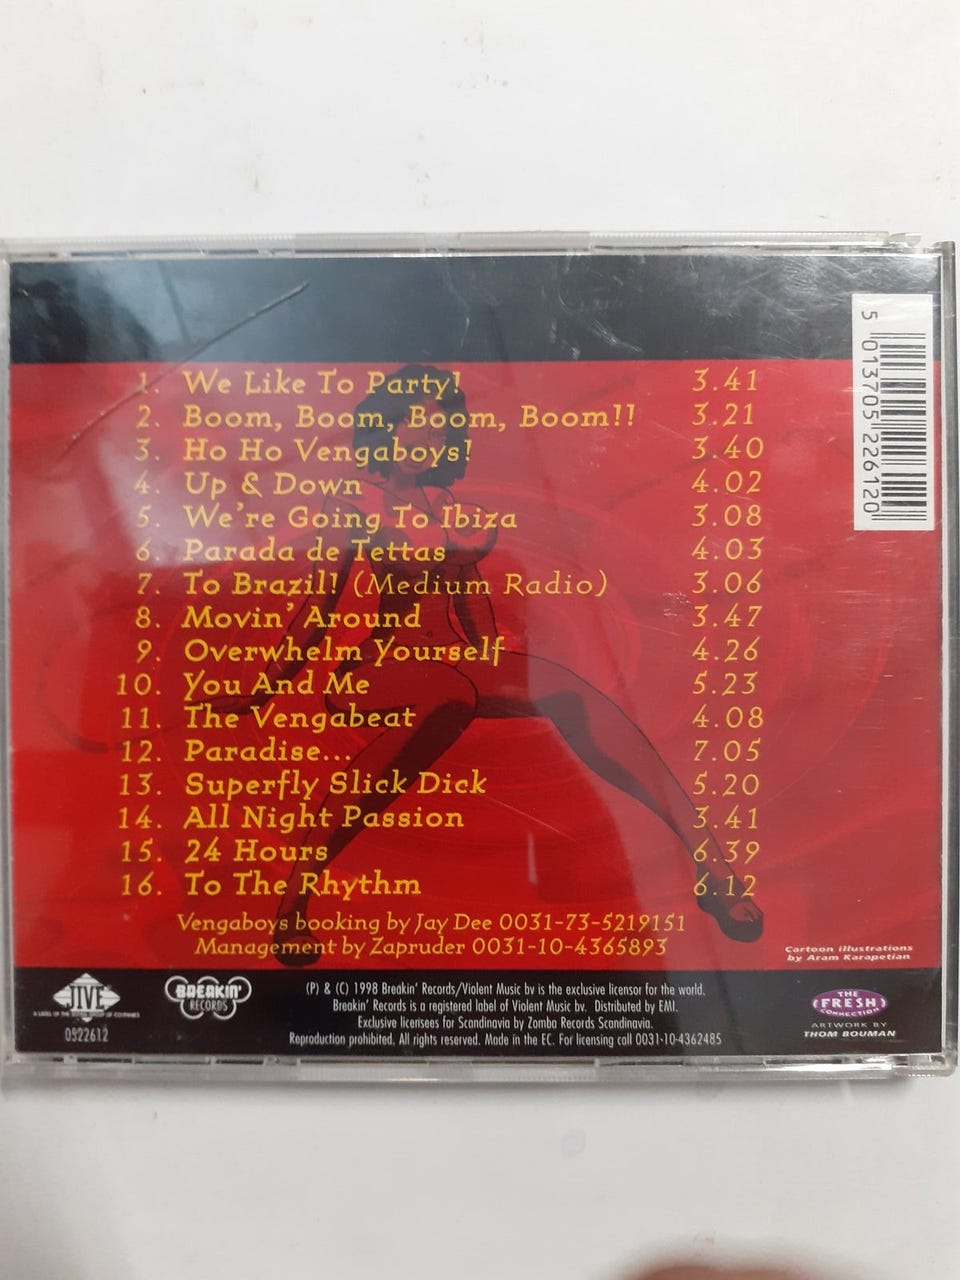 1. We Like To Party! 3.41
2. Boom, Boom, Boom, Boom!! 3.21
3. Ho Ho Vengaboys! 3.40
4. Up & Down 4.02
5. We're Going To Ibiza 3.08
6. Parada de Tettas 4.03
7. To Brazil! (Medium Radio) 3.06
8. Movin' Around 3.47
9. Overwhelm Yourself 4.26
10. You And Me 5.23
11. The Vengabeat 4.08
12. Paradise... 7.05
13. Superfly Slick Dick 5.20
14. All Night Passion 3.41
15. 24 Hours 6.39
16. To The Rhythm 6.12
Vengaboys booking by Jay Dee 0031-73-5219151
Management by Zapruder 0031-10-4365893
5 013705 226120
Cartoon illustrations
by Aram Karapetian
JIVE
0522612
BREAKIN'
RECORDS
(P) & (C) 1998 Breakin' Records/Violent Music bv is the exclusive licensor for the world.
Breakin' Records is a registered label of Violent Music bv. Distributed by EMI.
Exclusive licensees for Scandinavia by Zomba Records Scandinavia.
Reproduction prohibited. All rights reserved. Made in the EC. For licensing call 0031-10-4362485
THE
FRESH
CONNECTION
ARTWORK BY
THOM BOUMAN